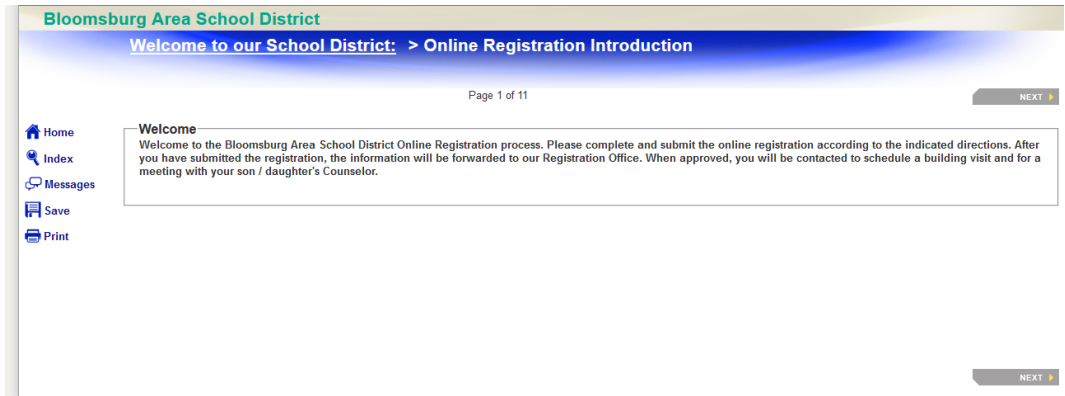 Bloomsburg Area School District
Welcome to our School District: > Online Registration Introduction
Page 1 of 11
NEXT
Home
Index
Messages
Save
Print
Welcome
Welcome to the Bloomsburg Area School District Online Registration process. Please complete and submit the online registration according to the indicated directions. After
you have submitted the registration, the information will be forwarded to our Registration Office. When approved, you will be contacted to schedule a building visit and for a
meeting with your son / daughter's Counselor.
NEXT